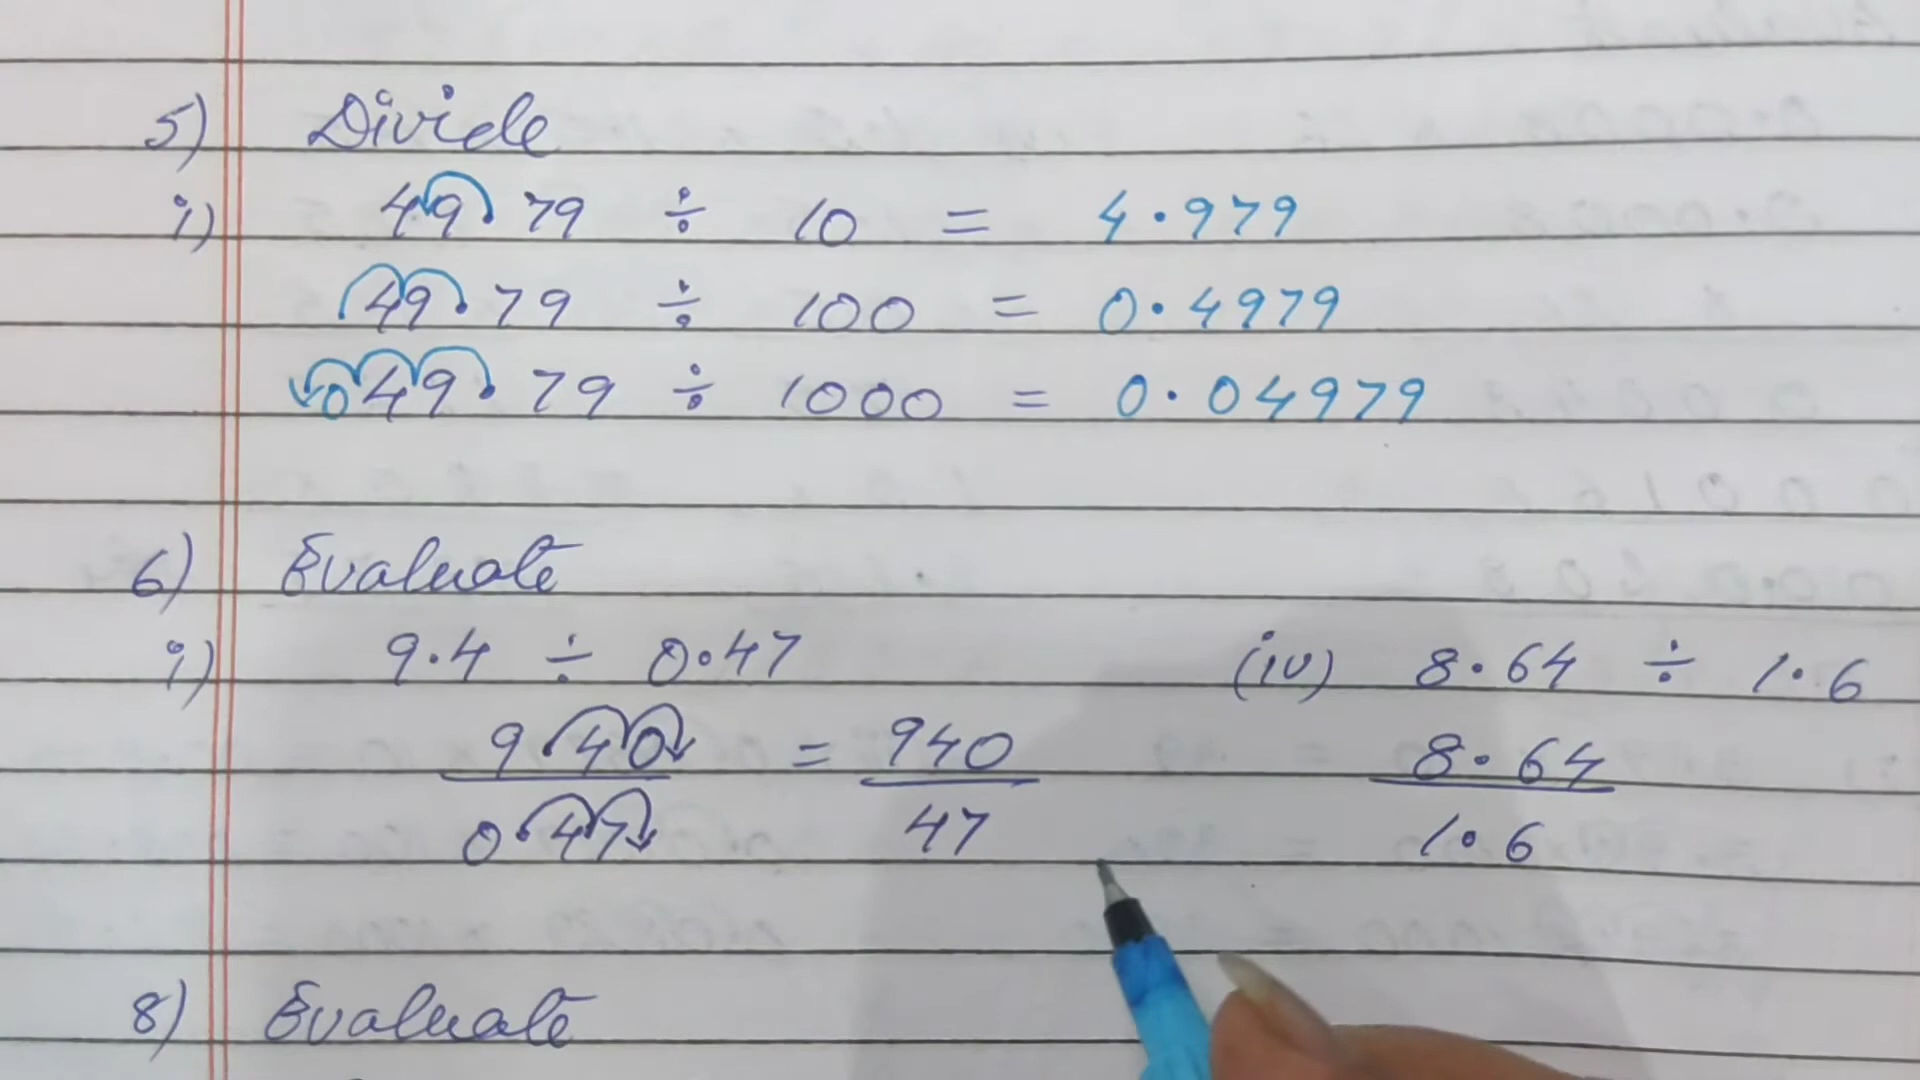 5) Divide
i) 49.79 ÷ 10 = 4.979
49.79 ÷ 100 = 0.4979
049.79 ÷ 1000 = 0.04979
6) Evaluate
i) 9.4 ÷ 0.47
9.40 / 0.47 = 940 / 47
(iv) 8.64 ÷ 1.6
8.64 / 1.6
8) Evaluate